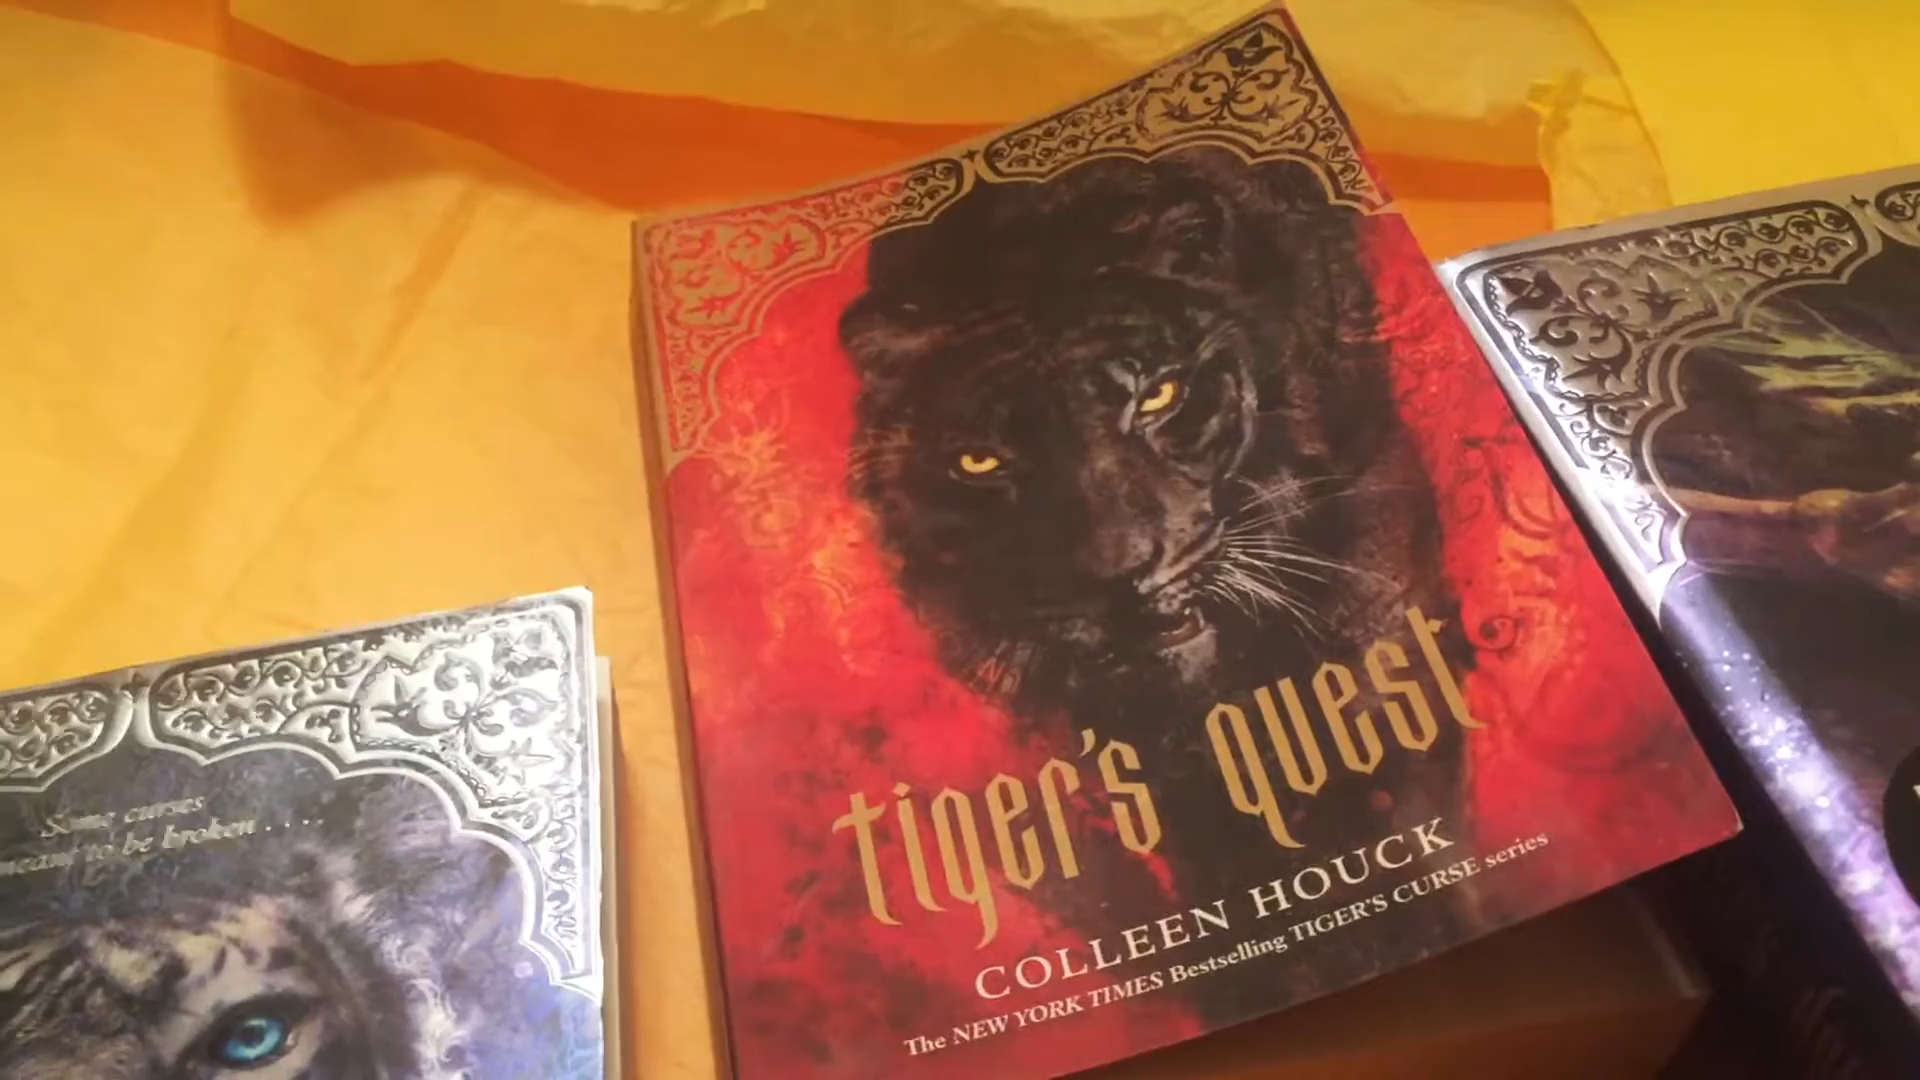 Some curses
meant to be broken . . . .
tiger's quest
COLLEEN HOUCK
The NEW YORK TIMES Bestselling TIGER'S CURSE series